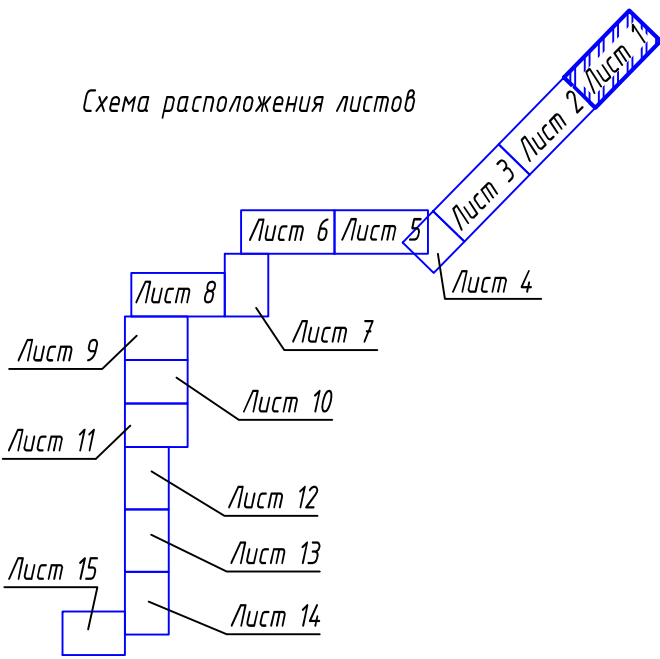 Схема расположения листов
Лист 1
Лист 2
Лист 3
Лист 4
Лист 5
Лист 6
Лист 7
Лист 8
Лист 9
Лист 10
Лист 11
Лист 12
Лист 13
Лист 14
Лист 15